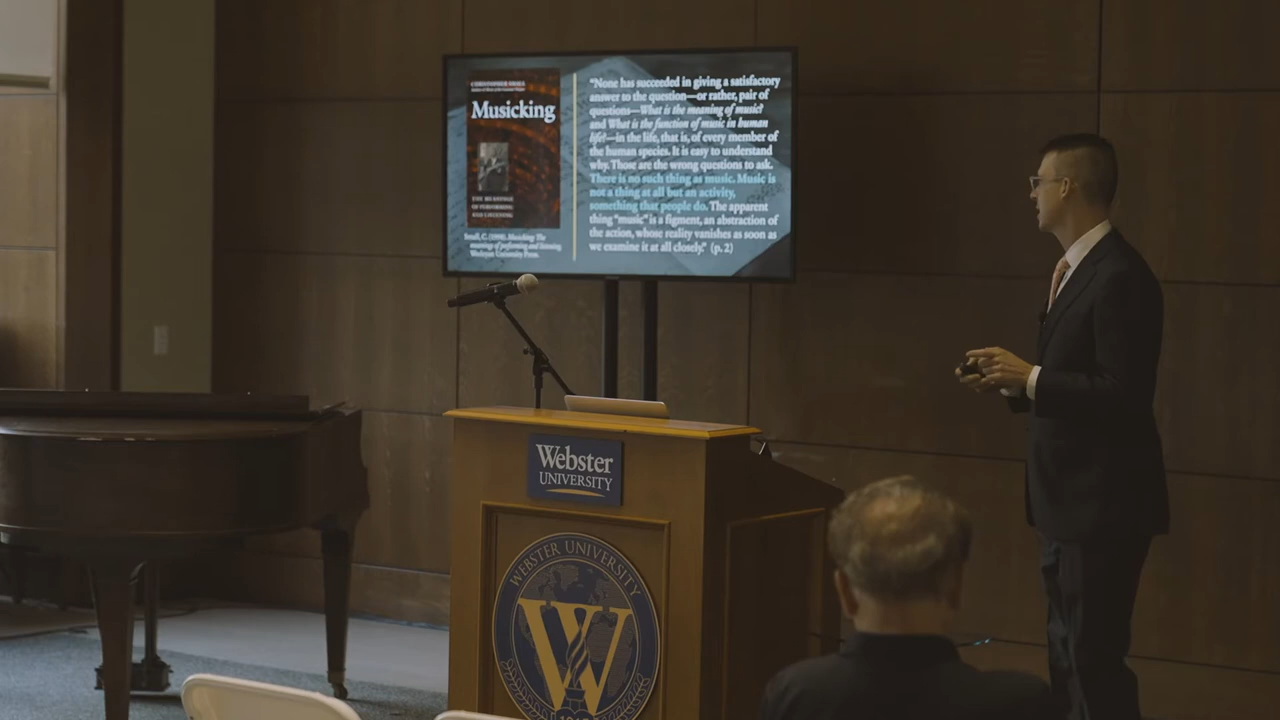 CHRISTOPHER SMALL
Musicking
THE MEANINGS
OF PERFORMING
AND LISTENING
Small, C. (1998). Musicking: The
meanings of performing and listening.
Wesleyan University Press.
“None has succeeded in giving a satisfactory
answer to the question—or rather, pair of
questions—What is the meaning of music?
and What is the function of music in human
life?—in the life, that is, of every member of
the human species. It is easy to understand
why. Those are the wrong questions to ask.
There is no such thing as music. Music is
not a thing at all but an activity,
something that people do. The apparent
thing “music” is a figment, an abstraction of
the action, whose reality vanishes as soon as
we examine it at all closely.” (p. 2)
Webster
UNIVERSITY
WEBSTER UNIVERSITY
W
1915